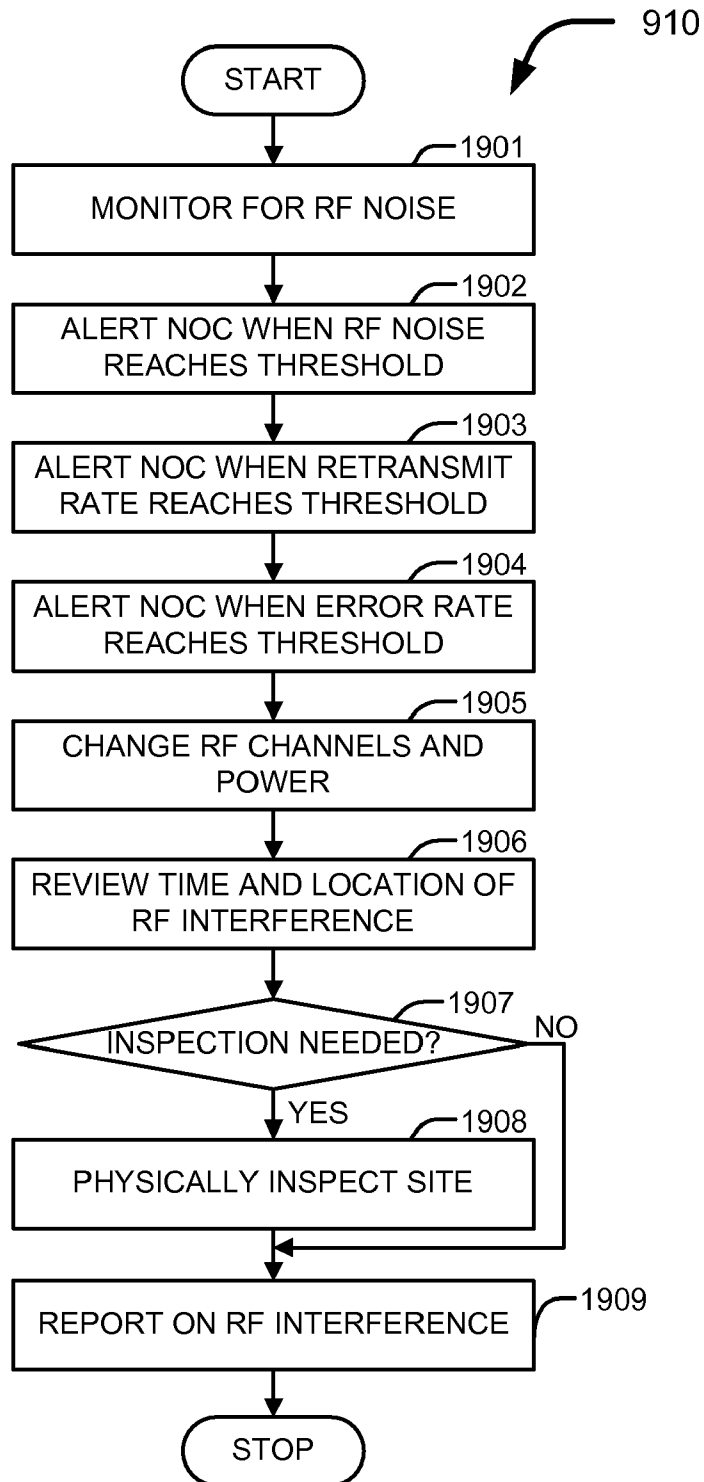 910
START
1901
MONITOR FOR RF NOISE
1902
ALERT NOC WHEN RF NOISE
REACHES THRESHOLD
1903
ALERT NOC WHEN RETRANSMIT
RATE REACHES THRESHOLD
1904
ALERT NOC WHEN ERROR RATE
REACHES THRESHOLD
1905
CHANGE RF CHANNELS AND
POWER
1906
REVIEW TIME AND LOCATION OF
RF INTERFERENCE
1907
INSPECTION NEEDED?
NO
YES
1908
PHYSICALLY INSPECT SITE
1909
REPORT ON RF INTERFERENCE
STOP